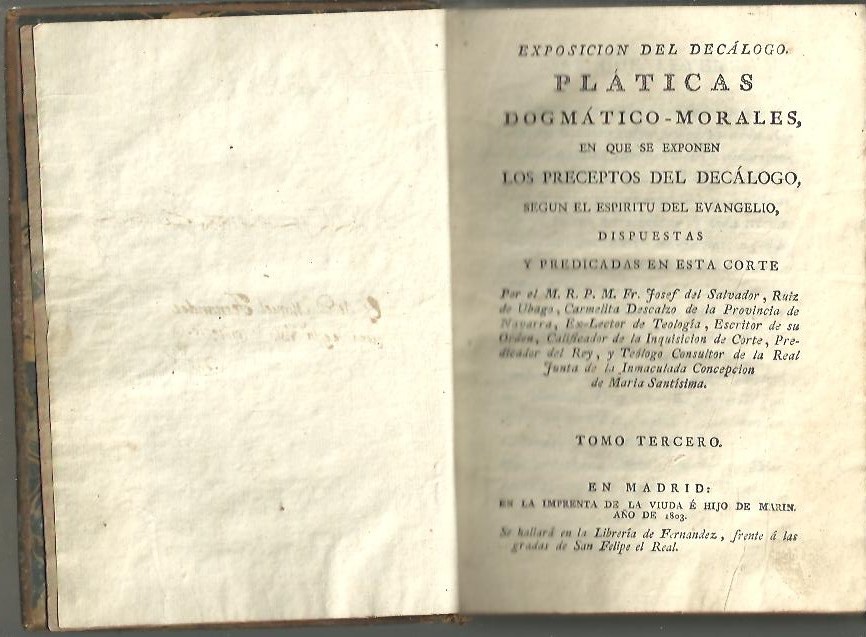 EXPOSICION DEL DECÁLOGO.
PLÁTICAS
DOGMÁTICO-MORALES,
EN QUE SE EXPONEN
LOS PRECEPTOS DEL DECÁLOGO,
SEGUN EL ESPIRITU DEL EVANGELIO,
DISPUESTAS
Y PREDICADAS EN ESTA CORTE
Por el M. R. P. M. Fr. Josef del Salvador, Ruiz
de Ubago, Carmelita Descalzo de la Provincia de
Navarra, Ex-Lector de Teología, Escritor de su
Orden, Calificador de la Inquisicion de Corte, Pre-
dicador del Rey, y Teólogo Consultor de la Real
Junta de la Inmaculada Concepcion
de María Santísima.
TOMO TERCERO.
EN MADRID:
EN LA IMPRENTA DE LA VIUDA É HIJO DE MARIN.
AÑO DE 1803.
Se hallará en la Librería de Fernandez, frente á las
gradas de San Felipe el Real.